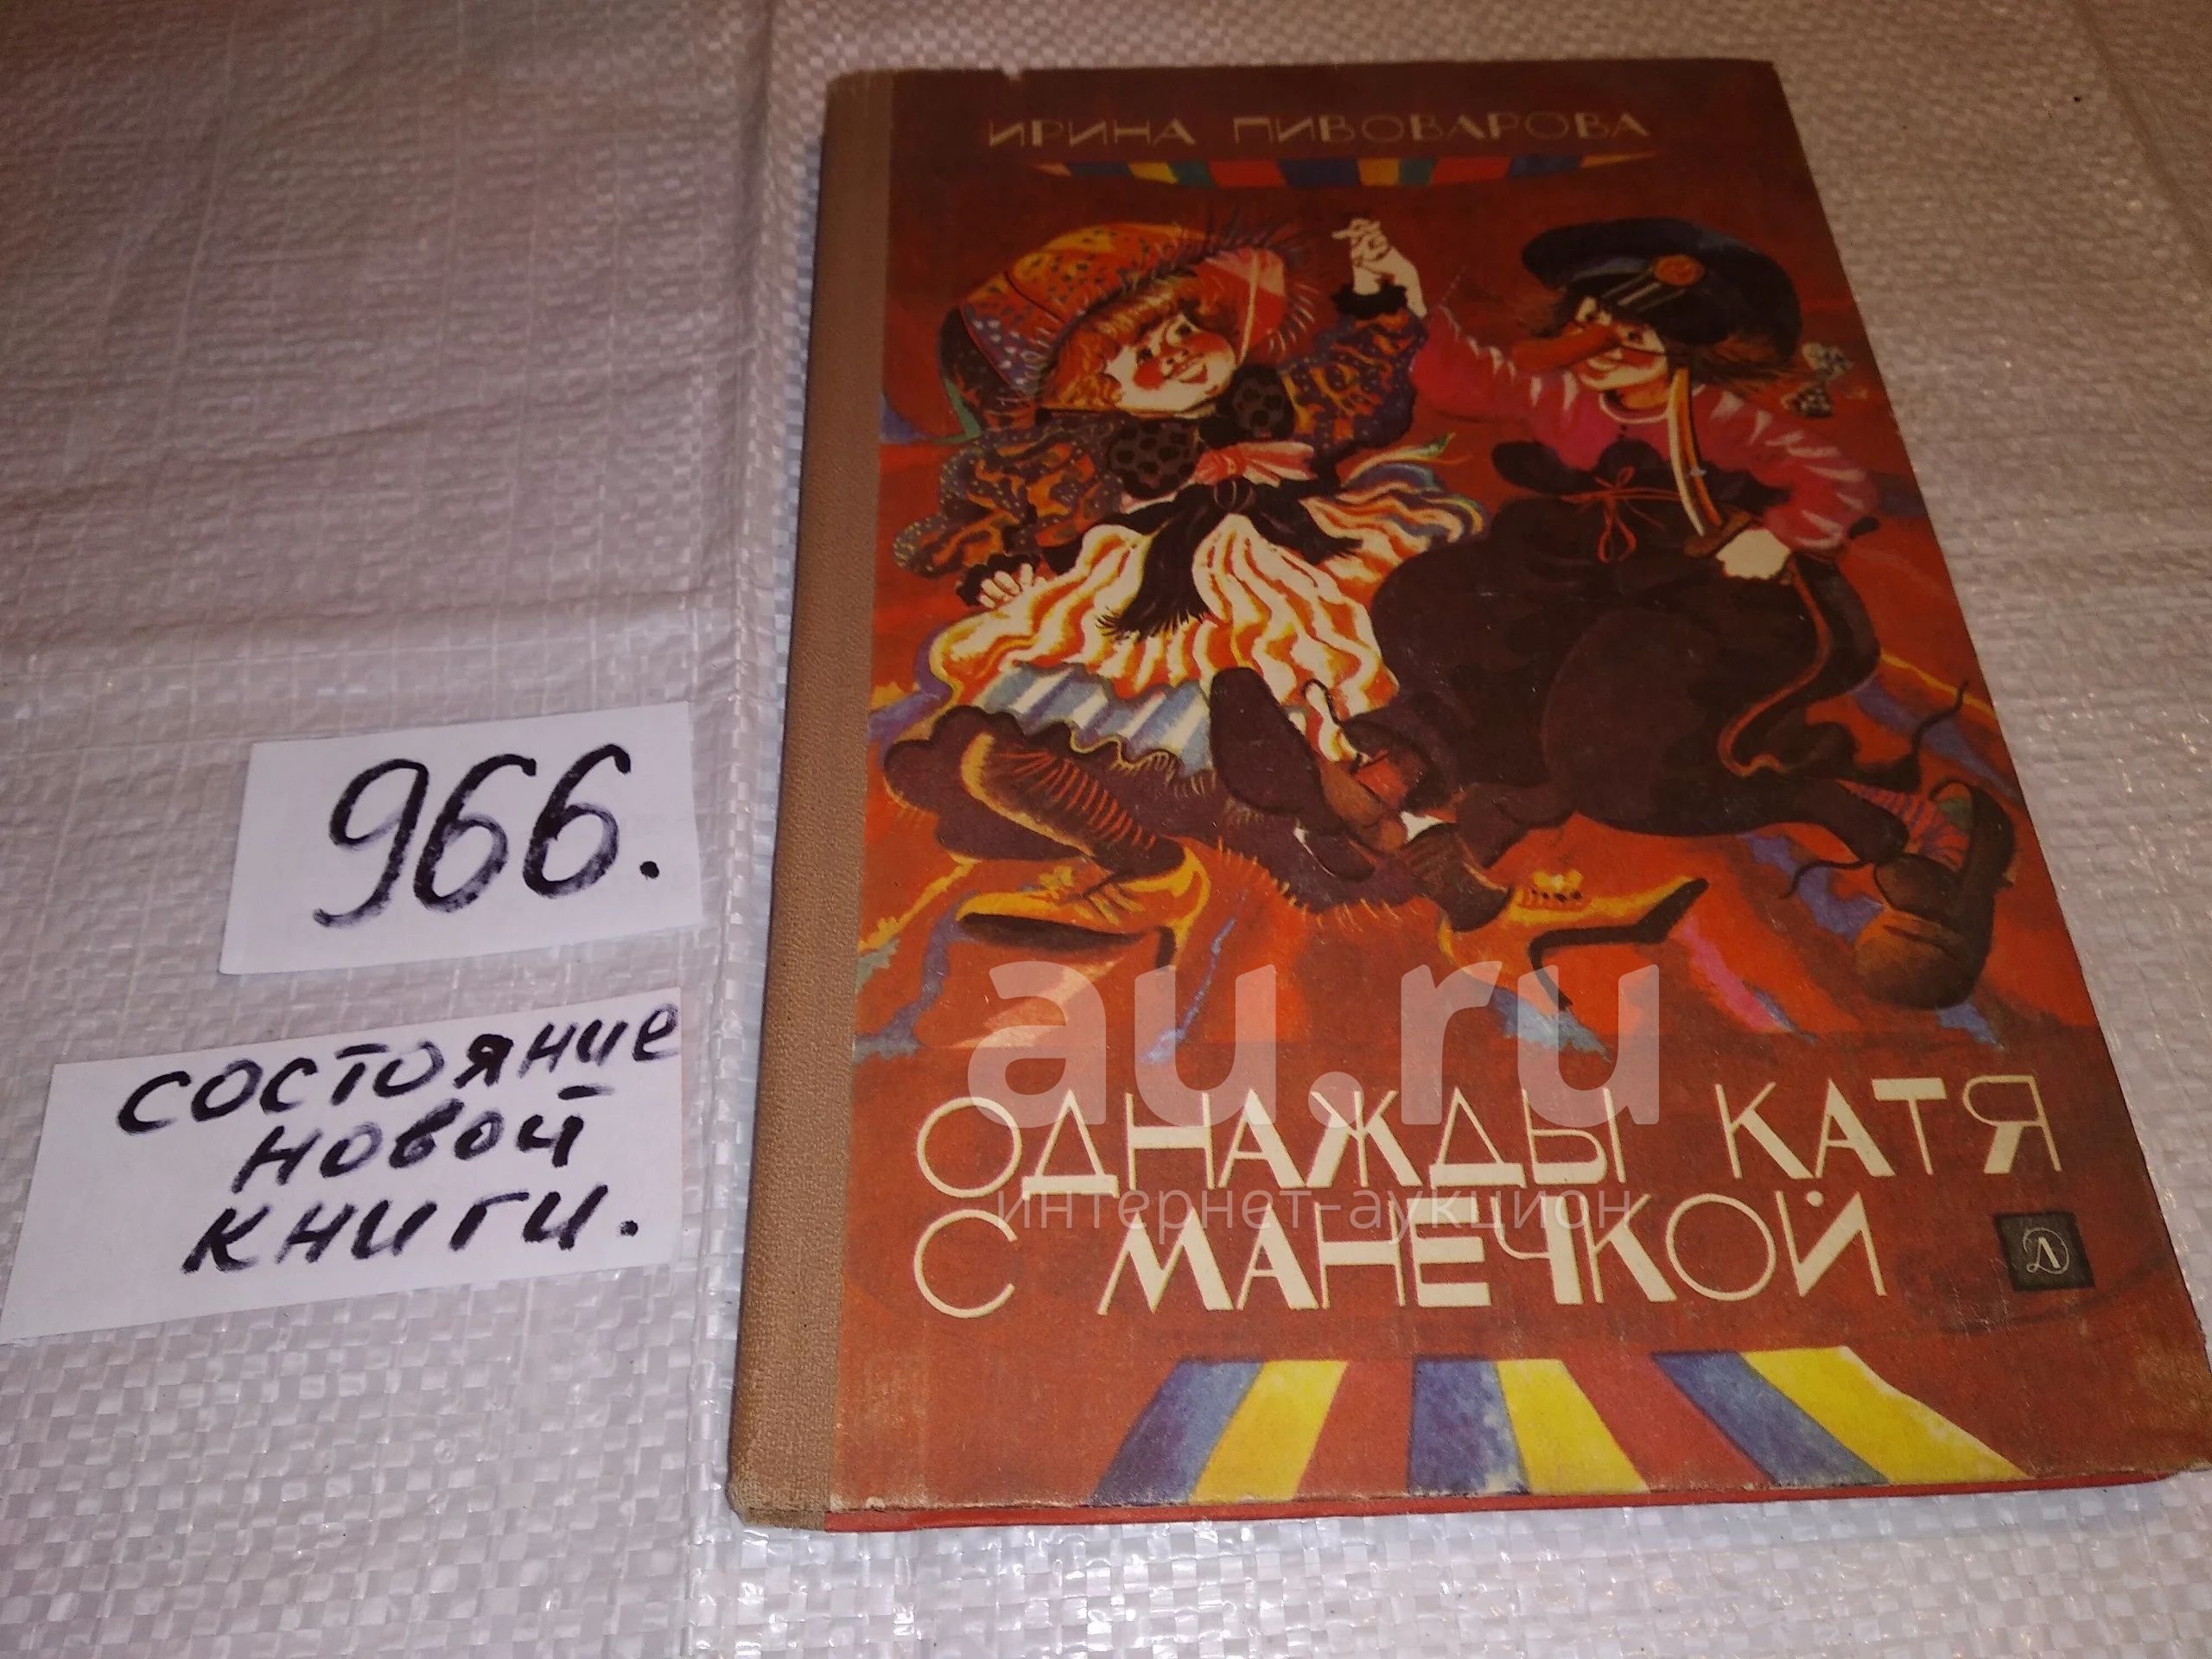 ИРИНА ПИВОВАРОВА
966.
состояние
новой
книги.
au.ru
ОДНАЖДЫ КАТЯ
интернет-аукцион
С МАНЕЧКОЙ
Д